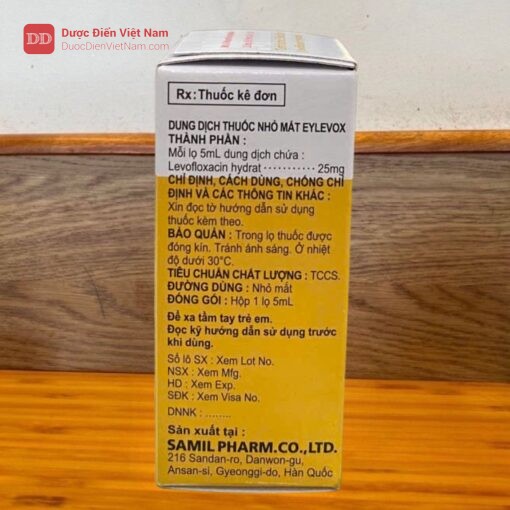 DD
Dược Điển Việt Nam
DuocDienVietNam.com
Rx: Thuốc kê đơn
DUNG DỊCH THUỐC NHỎ MẮT EYLEVOX
THÀNH PHẦN :
Mỗi lọ 5mL dung dịch chứa :
Levofloxacin hydrat ··········· 25mg
CHỈ ĐỊNH, CÁCH DÙNG, CHỐNG CHỈ
ĐỊNH VÀ CÁC THÔNG TIN KHÁC :
Xin đọc tờ hướng dẫn sử dụng
thuốc kèm theo.
BẢO QUẢN : Trong lọ thuốc được
đóng kín. Tránh ánh sáng. Ở nhiệt
độ dưới 30°C.
TIÊU CHUẨN CHẤT LƯỢNG : TCCS.
ĐƯỜNG DÙNG : Nhỏ mắt
ĐÓNG GÓI : Hộp 1 lọ 5mL
Để xa tầm tay trẻ em.
Đọc kỹ hướng dẫn sử dụng trước
khi dùng.
Số lô SX : Xem Lot No.
NSX : Xem Mfg.
HD : Xem Exp.
SĐK : Xem Visa No.
DNNK : ........
Sản xuất tại :
SAMIL PHARM.CO.,LTD.
216 Sandan-ro, Danwon-gu,
Ansan-si, Gyeonggi-do, Hàn Quốc